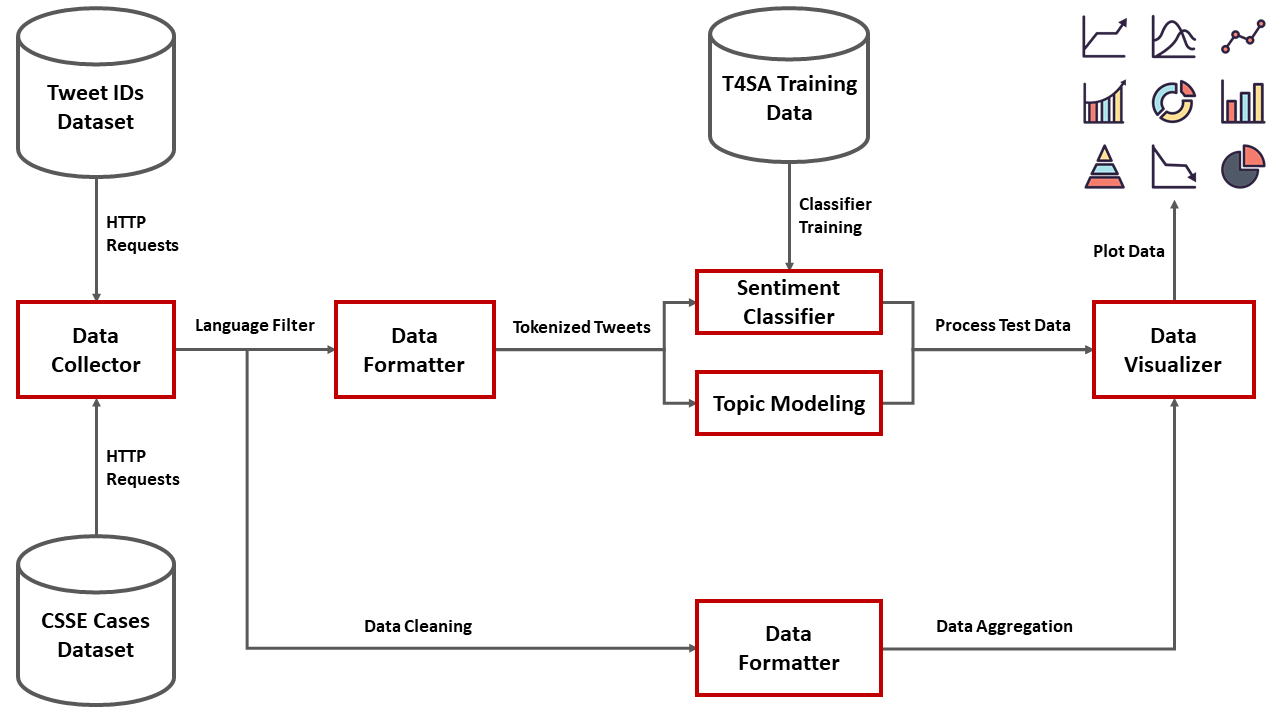 Tweet IDs
Dataset
T4SA Training
Data
HTTP
Requests
Classifier
Training
Plot Data
Data
Collector
Language Filter
Data
Formatter
Tokenized Tweets
Sentiment
Classifier
Topic Modeling
Process Test Data
Data
Visualizer
HTTP
Requests
CSSE Cases
Dataset
Data Cleaning
Data
Formatter
Data Aggregation